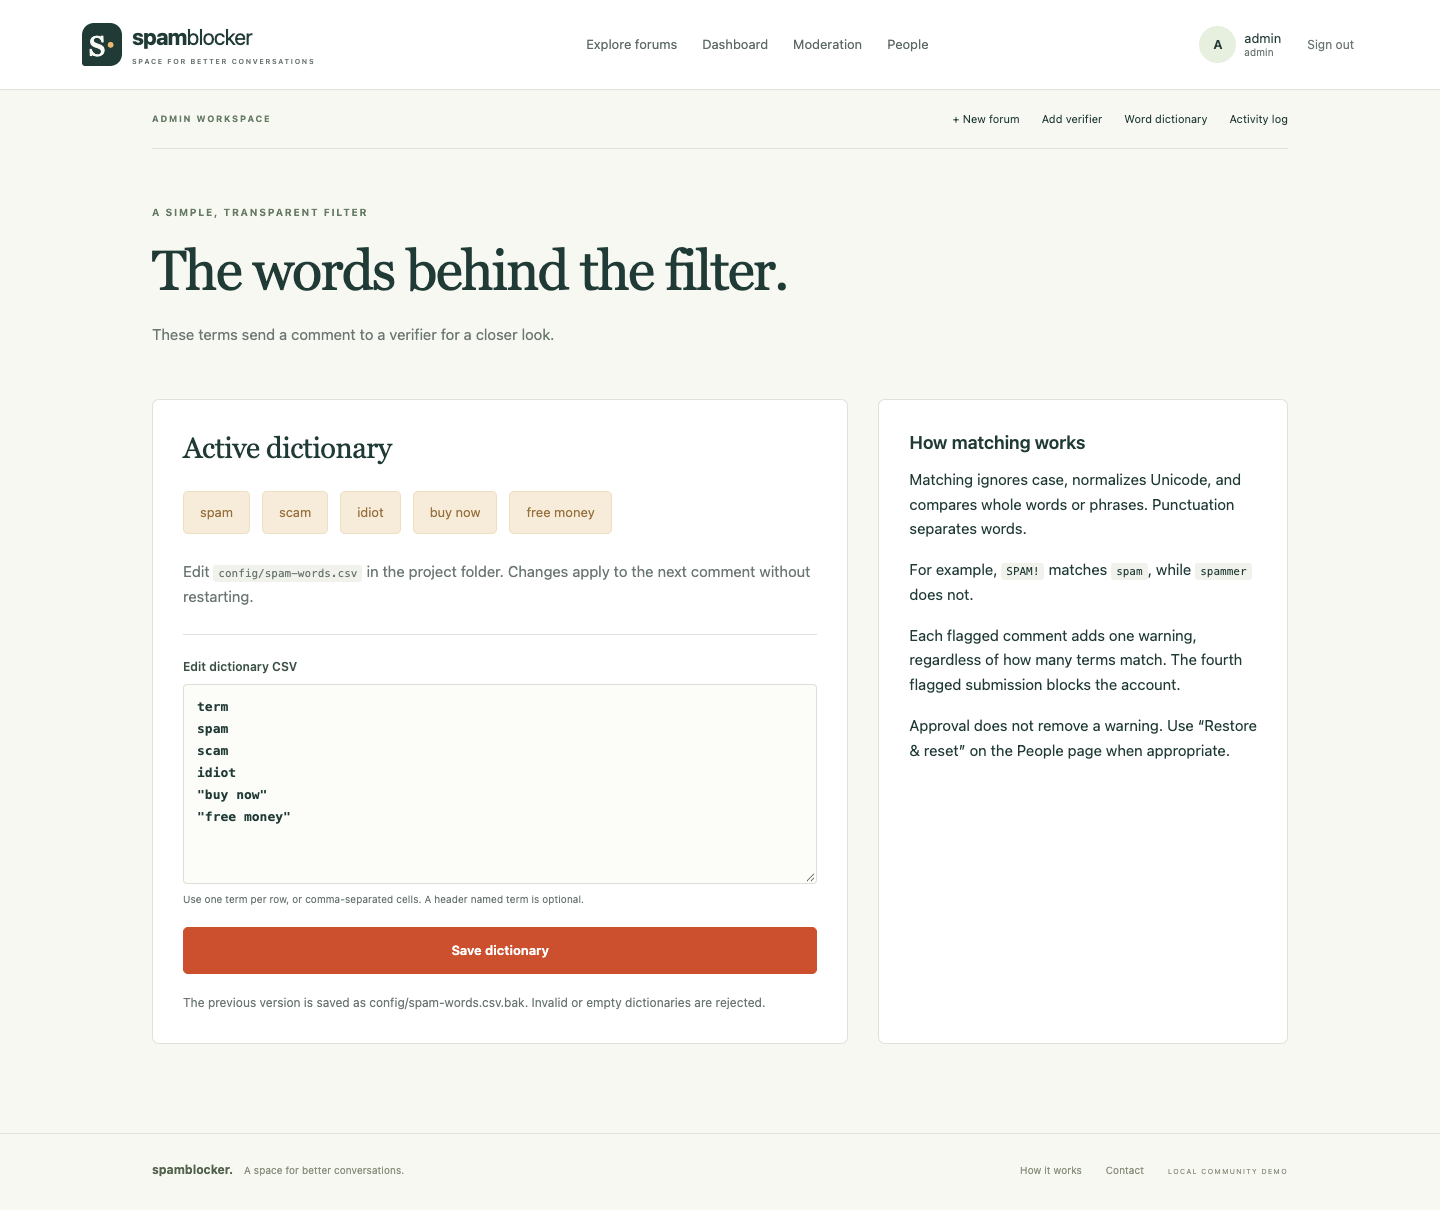 S
spamblocker
SPACE FOR BETTER CONVERSATIONS
Explore forums
Dashboard
Moderation
People
A
admin
admin
Sign out
ADMIN WORKSPACE
+ New forum
Add verifier
Word dictionary
Activity log
A SIMPLE, TRANSPARENT FILTER
The words behind the filter.
These terms send a comment to a verifier for a closer look.
Active dictionary
spam
scam
idiot
buy now
free money
Edit config/spam-words.csv in the project folder. Changes apply to the next comment without
restarting.
Edit dictionary CSV
term
spam
scam
idiot
"buy now"
"free money"
Use one term per row, or comma-separated cells. A header named term is optional.
Save dictionary
The previous version is saved as config/spam-words.csv.bak. Invalid or empty dictionaries are rejected.
How matching works
Matching ignores case, normalizes Unicode, and
compares whole words or phrases. Punctuation
separates words.
For example, SPAM! matches spam, while spammer
does not.
Each flagged comment adds one warning,
regardless of how many terms match. The fourth
flagged submission blocks the account.
Approval does not remove a warning. Use “Restore
& reset” on the People page when appropriate.
spamblocker.
A space for better conversations.
How it works
Contact
LOCAL COMMUNITY DEMO